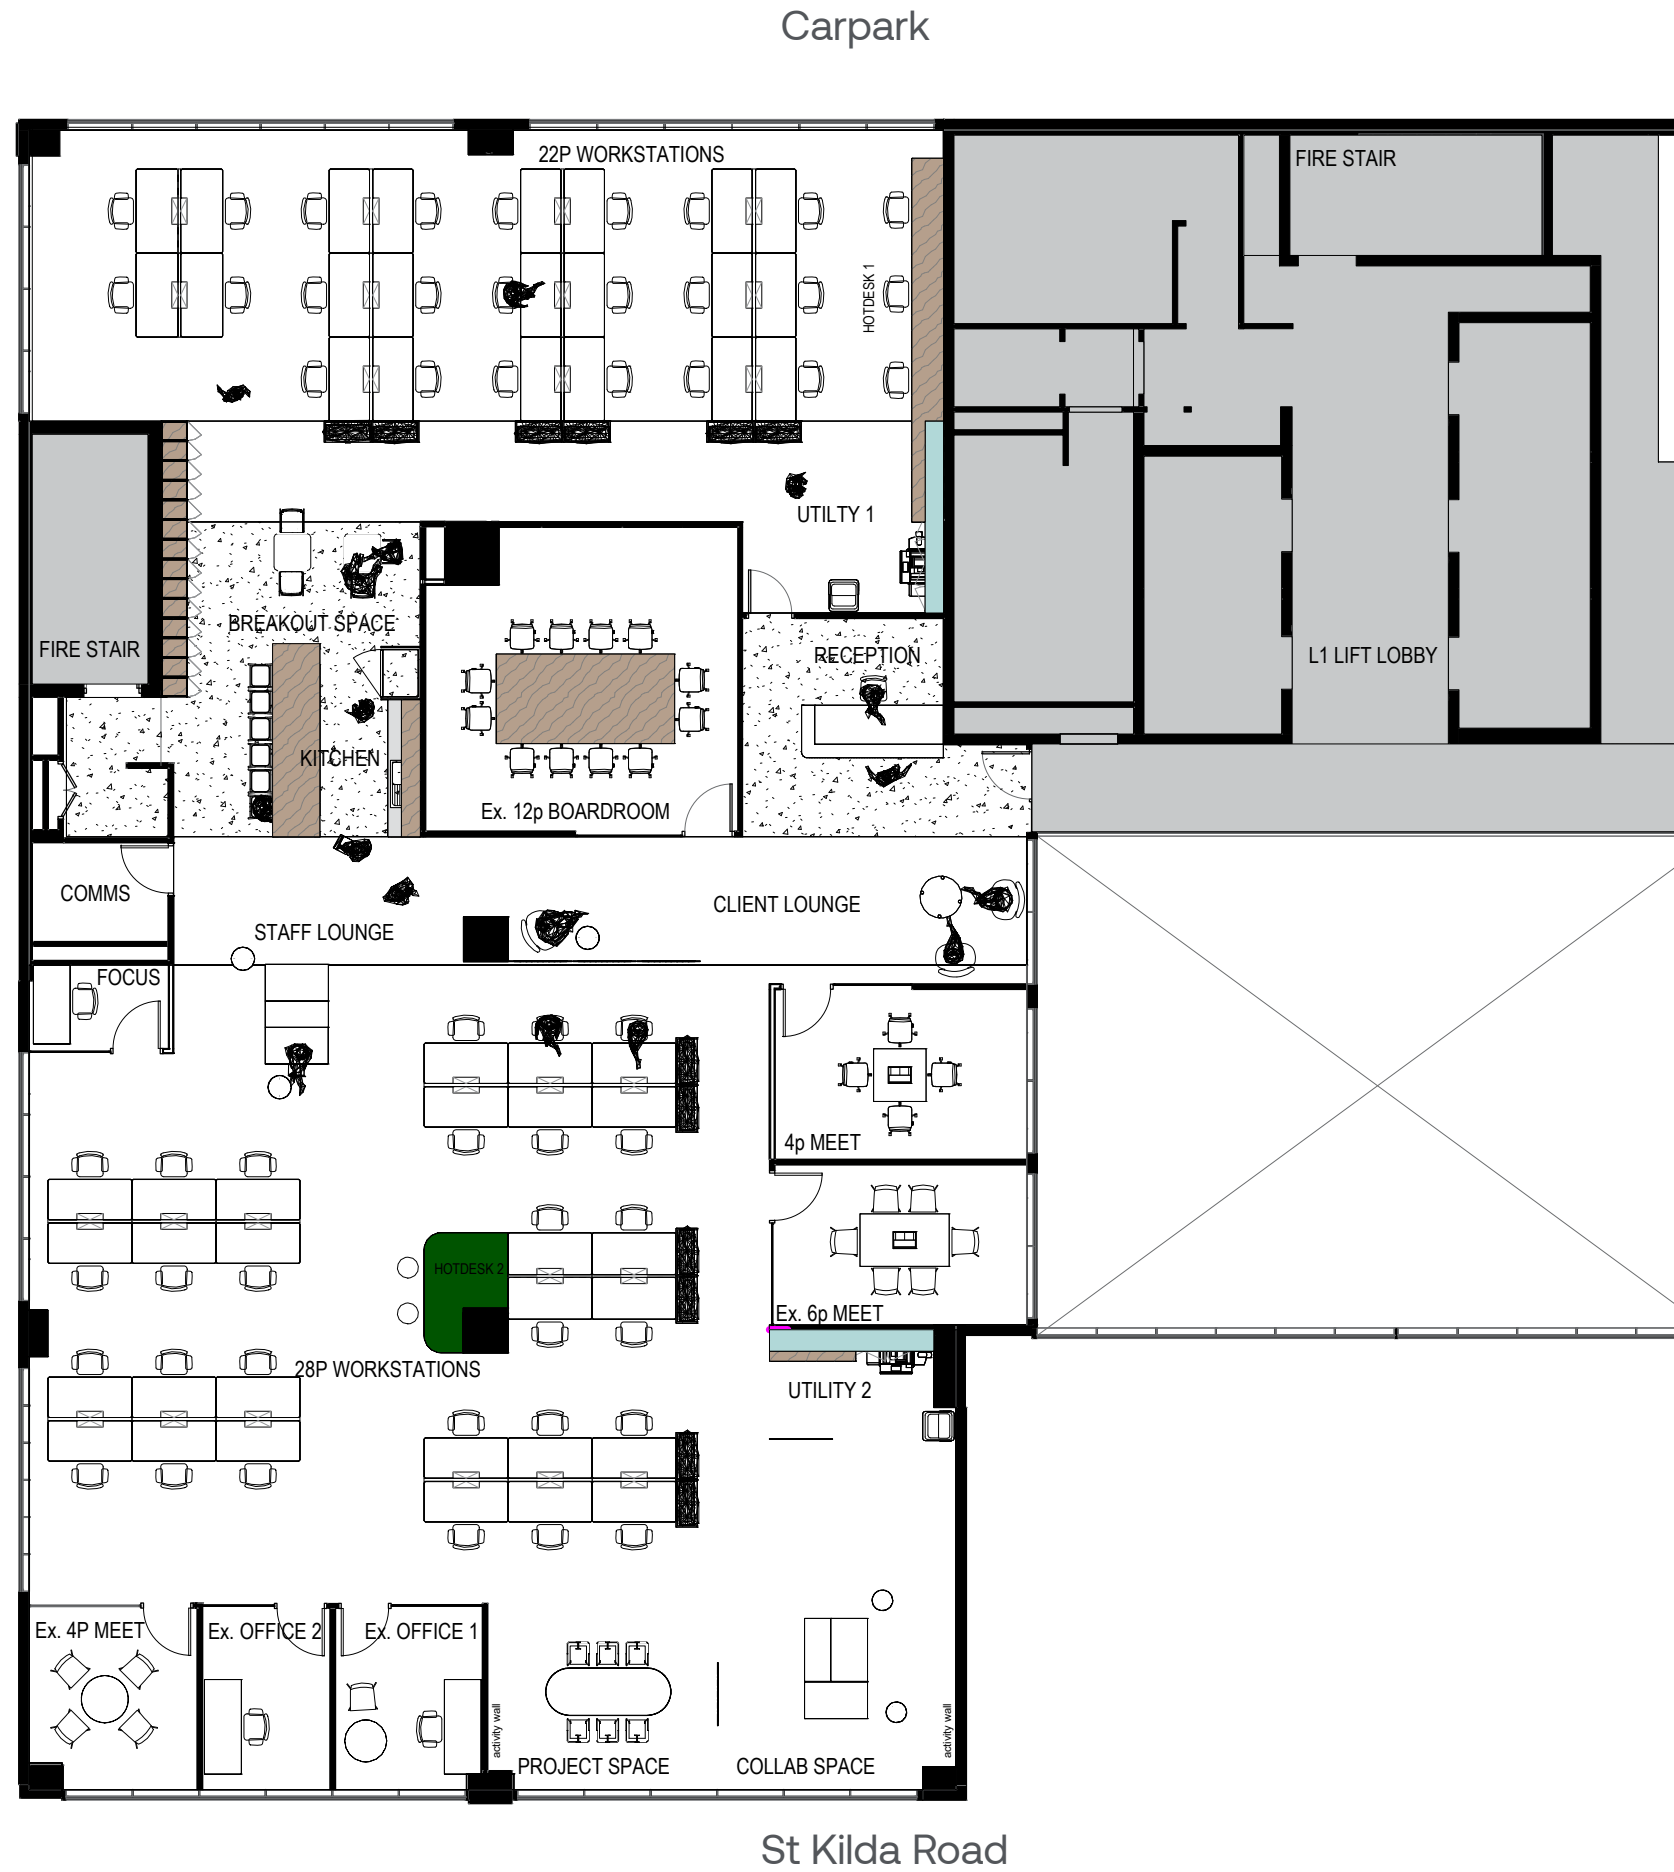 Carpark
22P WORKSTATIONS
FIRE STAIR
HOTDESK 1
UTILTY 1
BREAKOUT SPACE
FIRE STAIR
RECEPTION
L1 LIFT LOBBY
KITCHEN
Ex. 12p BOARDROOM
COMMS
CLIENT LOUNGE
STAFF LOUNGE
FOCUS
4p MEET
HOTDESK 2
Ex. 6p MEET
28P WORKSTATIONS
UTILITY 2
Ex. 4P MEET
Ex. OFFICE 2
Ex. OFFICE 1
activity wall
activity wall
PROJECT SPACE
COLLAB SPACE
St Kilda Road